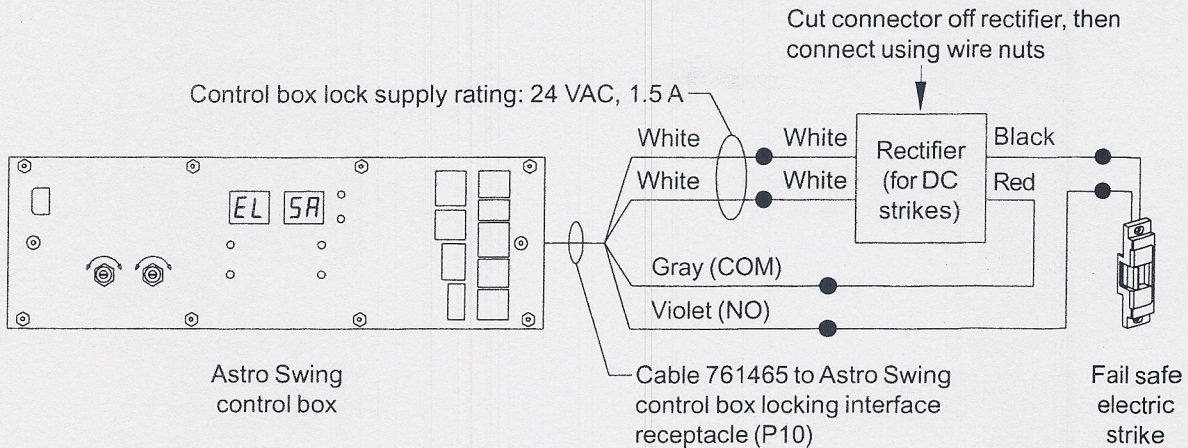 Cut connector off rectifier, then
connect using wire nuts
Control box lock supply rating: 24 VAC, 1.5 A
White
White
Black
White
White
Red
Rectifier
(for DC
strikes)
EL
SA
Gray (COM)
Violet (NO)
Astro Swing
control box
Cable 761465 to Astro Swing
control box locking interface
receptacle (P10)
Fail safe
electric
strike